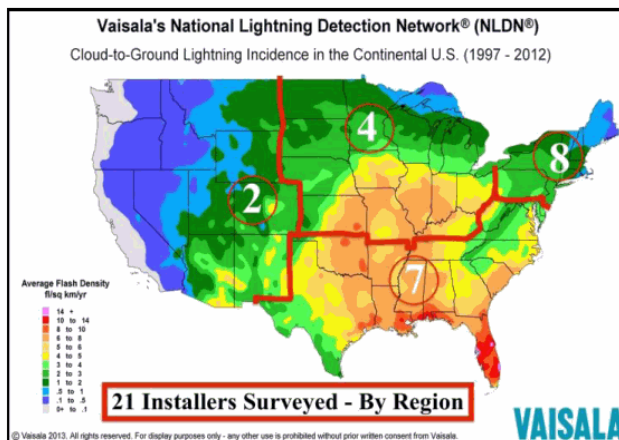 Vaisala's National Lightning Detection Network® (NLDN®)
Cloud-to-Ground Lightning Incidence in the Continental U.S. (1997 - 2012)
4
8
2
7
Average Flash Density
fl/sq km/yr
14 +
10 to 14
8 to 10
6 to 8
5 to 6
4 to 5
3 to 4
2 to 3
1 to 2
.5 to 1
.1 to .5
0+ to .1
21 Installers Surveyed - By Region
© Vaisala 2013. All rights reserved. For display purposes only - any other use is prohibited without prior written consent from Vaisala.
VAISALA